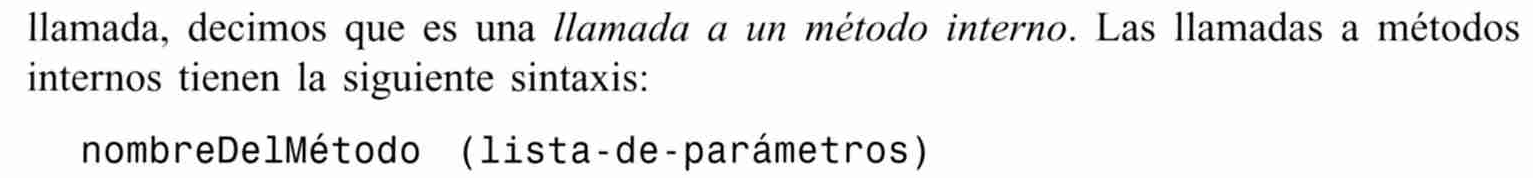 llamada, decimos que es una llamada a un método interno. Las llamadas a métodos
internos tienen la siguiente sintaxis:
nombreDelMétodo (lista-de-parámetros)